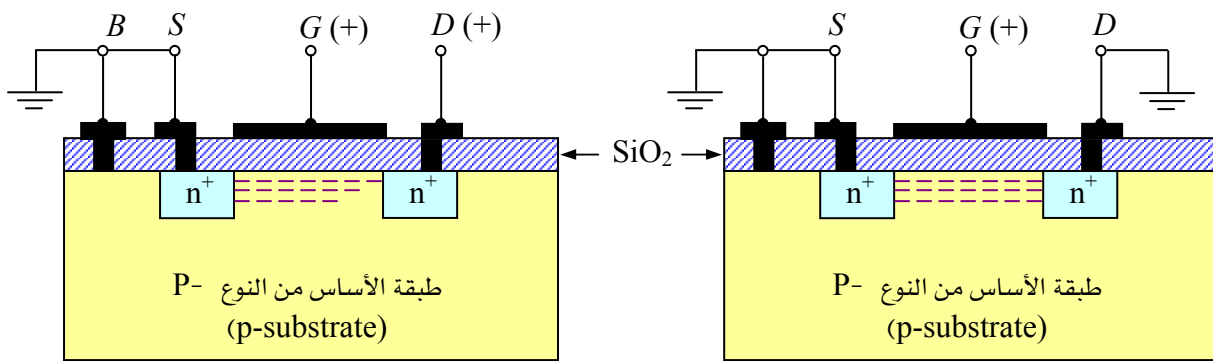 B S G (+) D (+)
S G (+) D
SiO₂
n⁺ n⁺
n⁺ n⁺
طبقة الأساس من النوع P-
(p-substrate)
طبقة الأساس من النوع P-
(p-substrate)